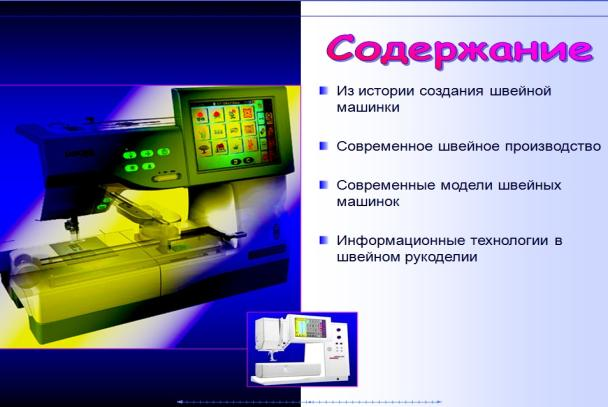 Содержание
Из истории создания швейной
машинки
Современное швейное производство
Современные модели швейных
машинок
Информационные технологии в
швейном рукоделии